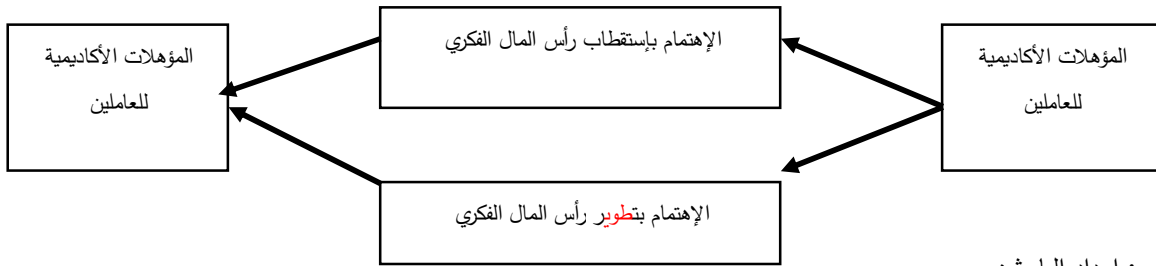 المؤهلات الأكاديمية
للعاملين
الإهتمام بإستقطاب رأس المال الفكري
الإهتمام بتطوير رأس المال الفكري
المؤهلات الأكاديمية
للعاملين